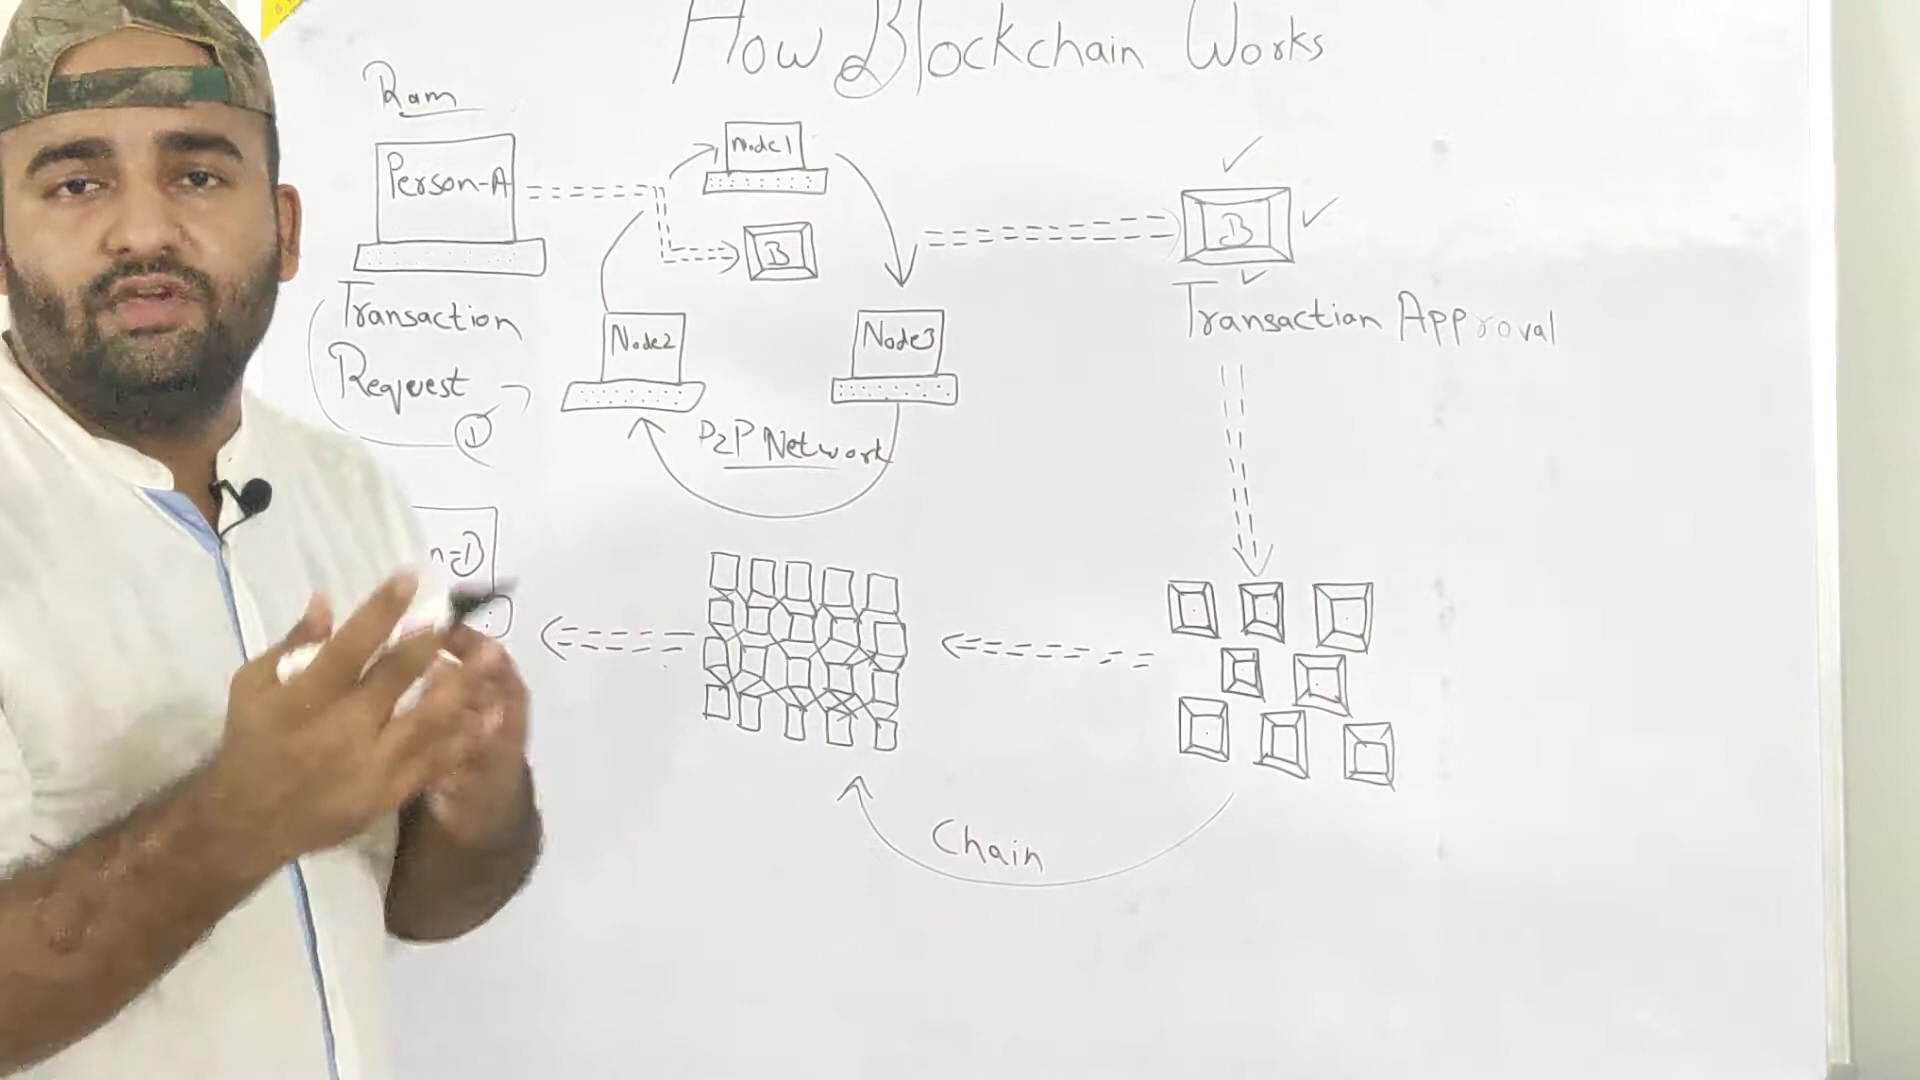 How Blockchain Works
Ram
Person-A
Node1
B
B
Transaction
Request
1
Node2
Node3
P2P Network
Transaction Approval
n=B
Chain